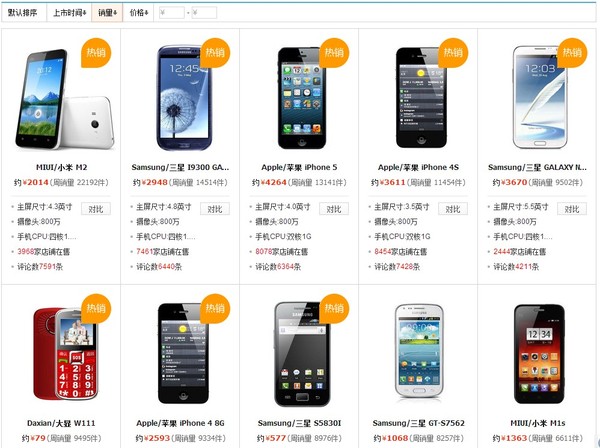 默认排序 上市时间 销量 价格 ¥ - ¥
热销 热销 热销 热销 热销
MIUI/小米 M2
约¥2014(周销量 22192件)
主屏尺寸:4.3英寸 对比
摄像头:800万
手机CPU:四核1....
3968家店铺在售
评论数7591条
Samsung/三星 I9300 GA...
约¥2948(周销量 14514件)
主屏尺寸:4.8英寸 对比
摄像头:800万
手机CPU:四核1....
7461家店铺在售
评论数6440条
Apple/苹果 iPhone 5
约¥4264(周销量 13141件)
主屏尺寸:4.0英寸 对比
摄像头:800万
手机CPU:双核1G
8078家店铺在售
评论数6364条
Apple/苹果 iPhone 4S
约¥3611(周销量 11454件)
主屏尺寸:3.5英寸 对比
摄像头:800万
手机CPU:双核1G
8454家店铺在售
评论数7428条
Samsung/三星 GALAXY N...
约¥3670(周销量 9502件)
主屏尺寸:5.5英寸 对比
摄像头:800万
手机CPU:四核1....
2444家店铺在售
评论数4211条
热销 热销 热销
Daxian/大显 W111
约¥79(周销量 9495件)
Apple/苹果 iPhone 4 8G
约¥2593(周销量 9334件)
Samsung/三星 S5830I
约¥577(周销量 8976件)
Samsung/三星 GT-S7562
约¥1068(周销量 8257件)
MIUI/小米 M1s
约¥1363(周销量 6611件)